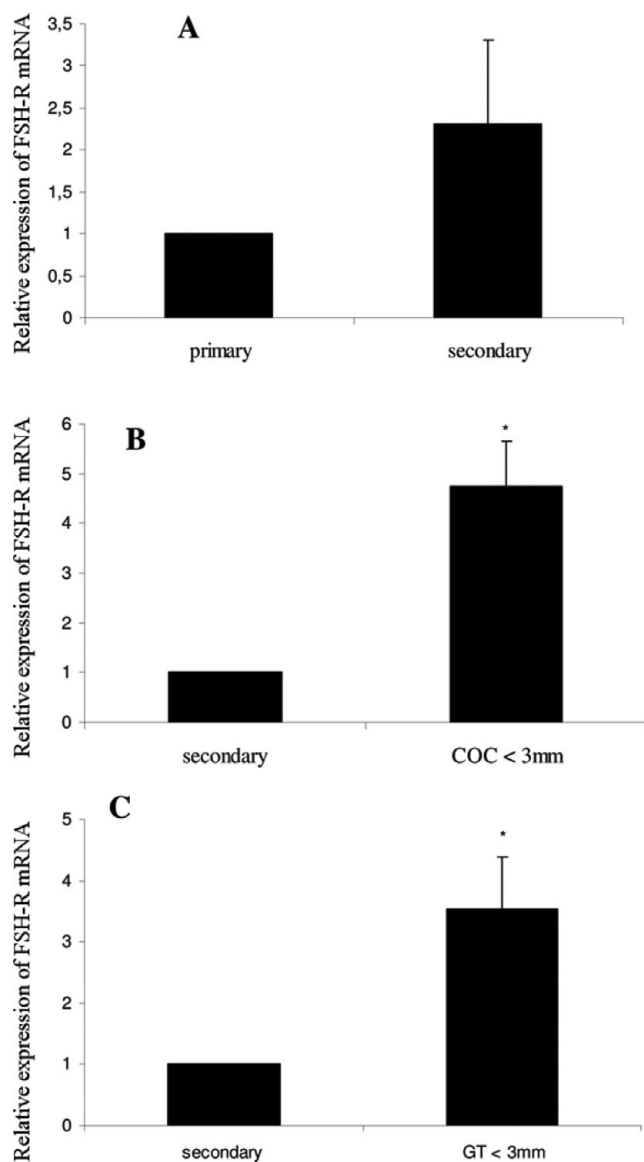 A
Relative expression of FSH-R mRNA
3,5
3
2,5
2
1,5
1
0,5
0
primary secondary
B
Relative expression of FSH-R mRNA
6
5
4
3
2
1
0
*
secondary COC < 3mm
C
Relative expression of FSH-R mRNA
5
4
3
2
1
0
*
secondary GT < 3mm